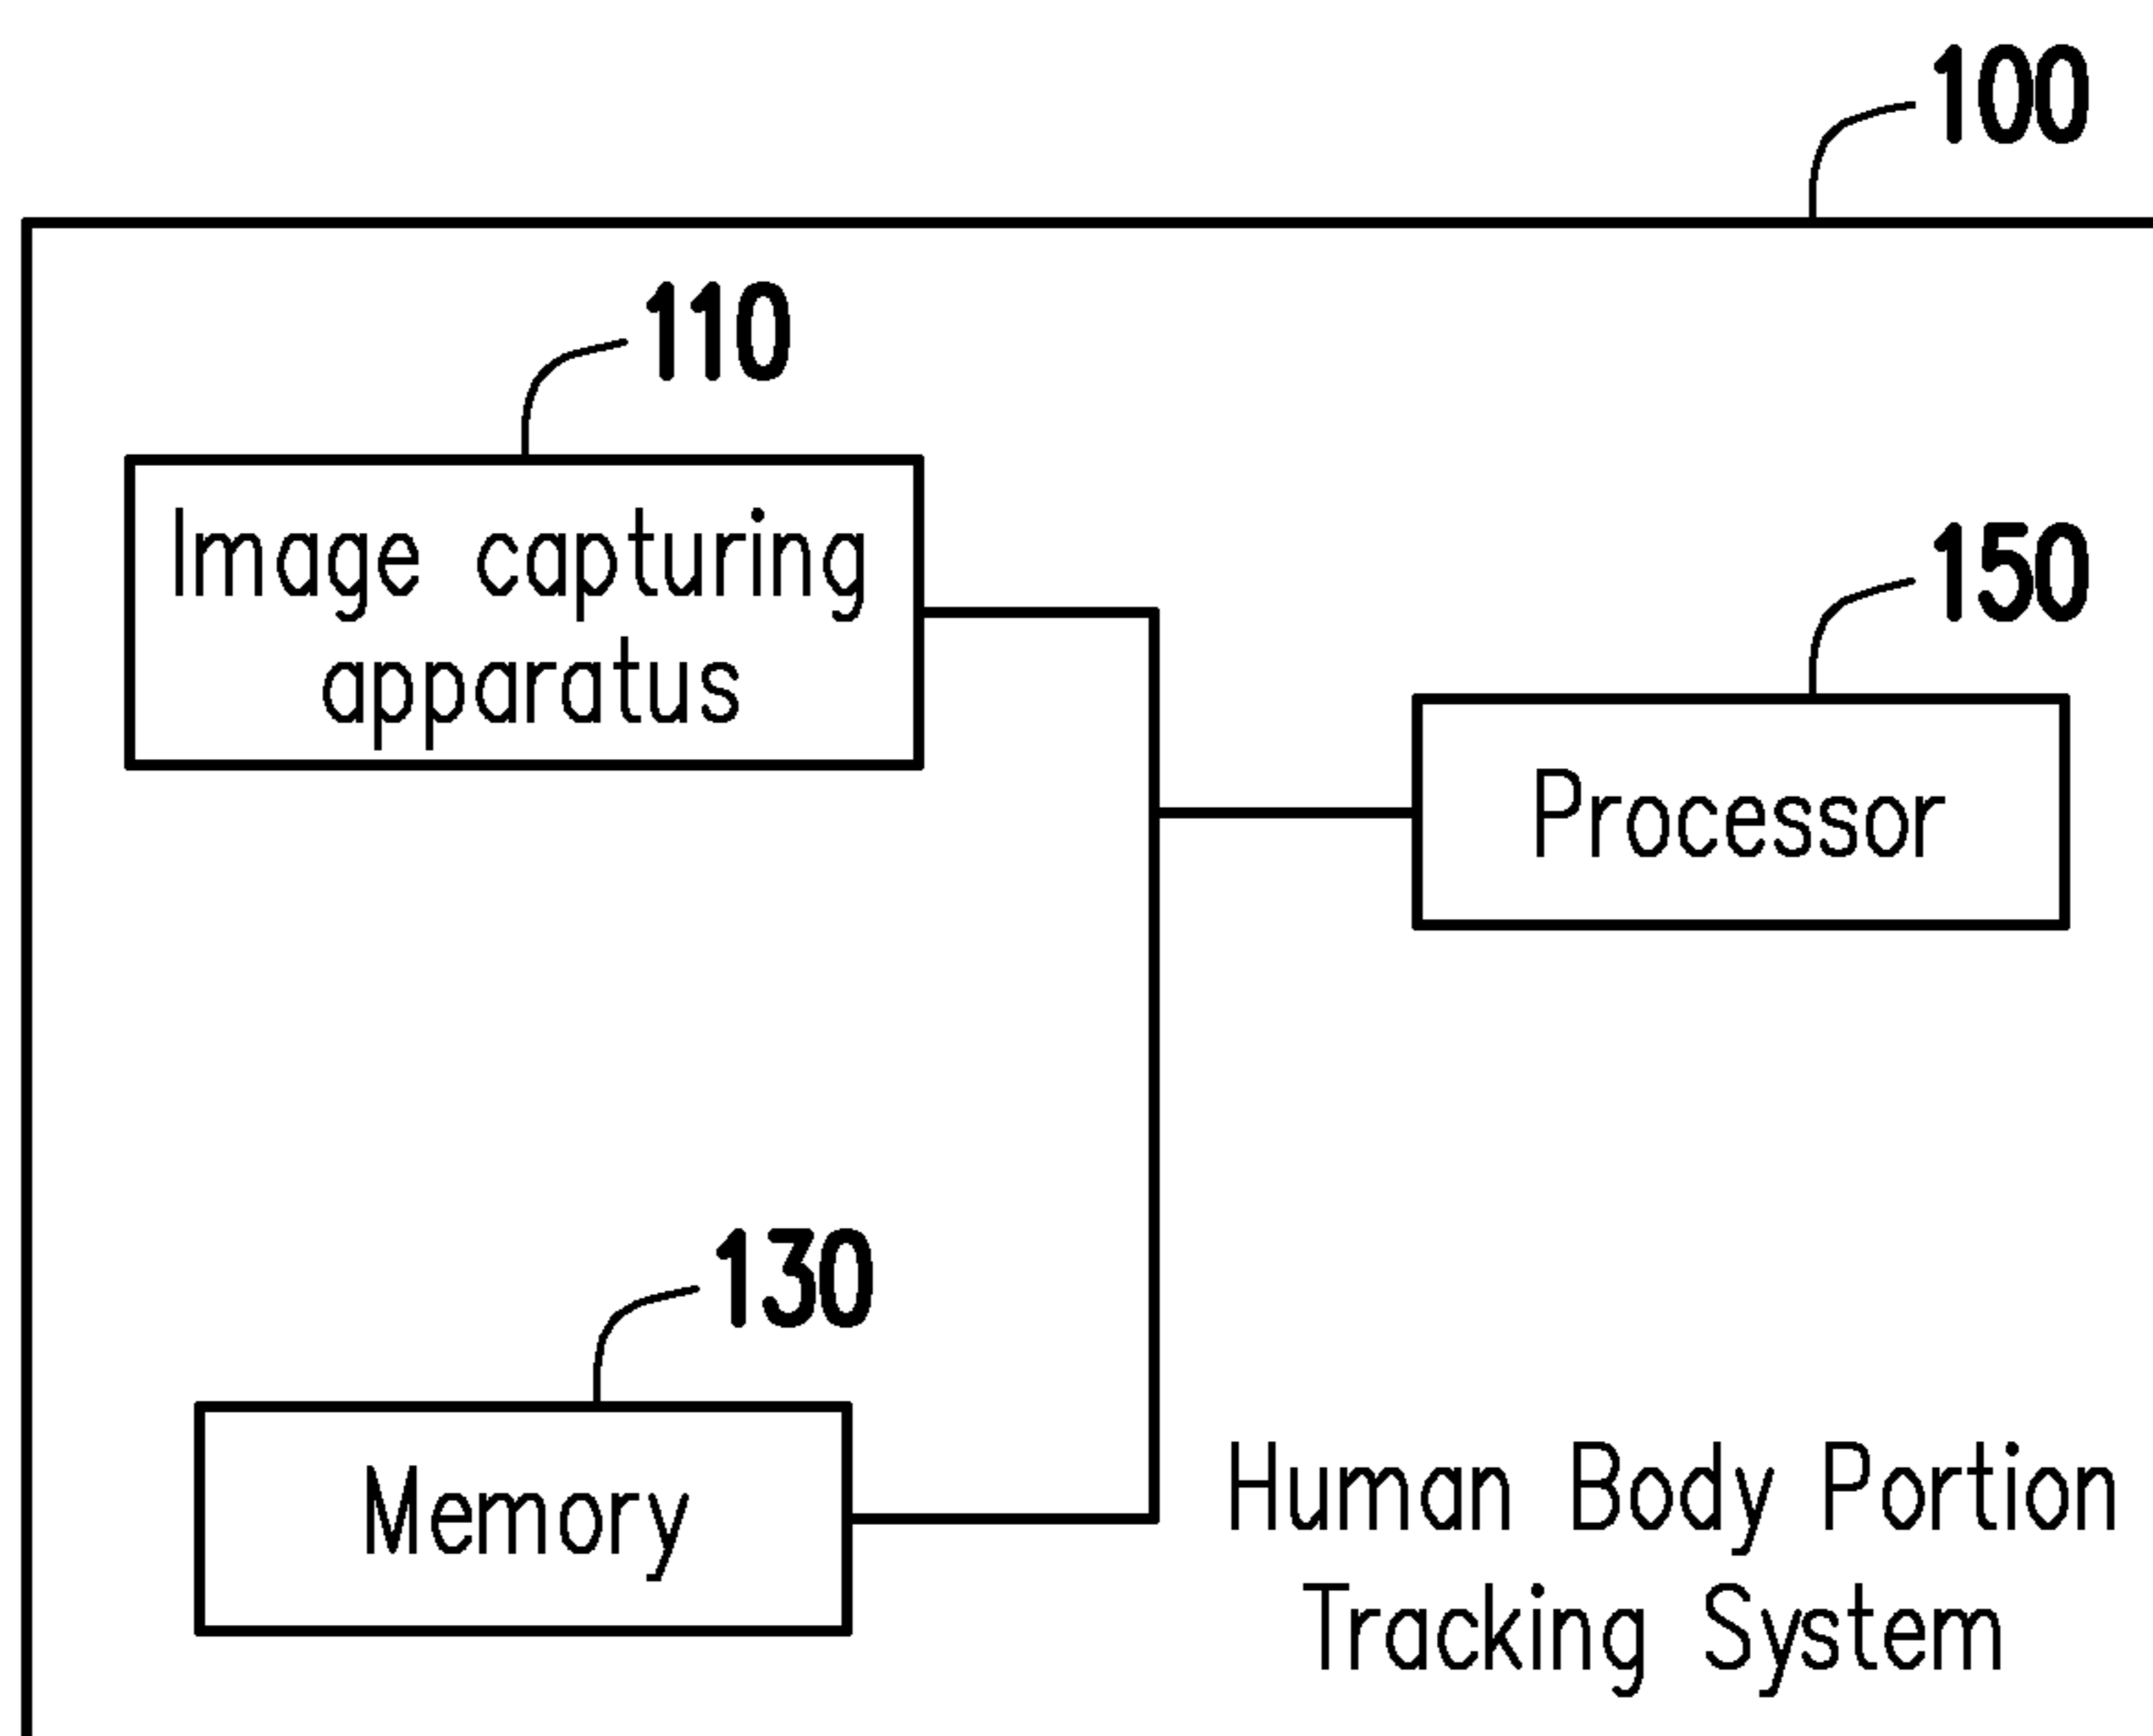 100
110
Image capturing
apparatus
150
Processor
130
Memory
Human Body Portion
Tracking System